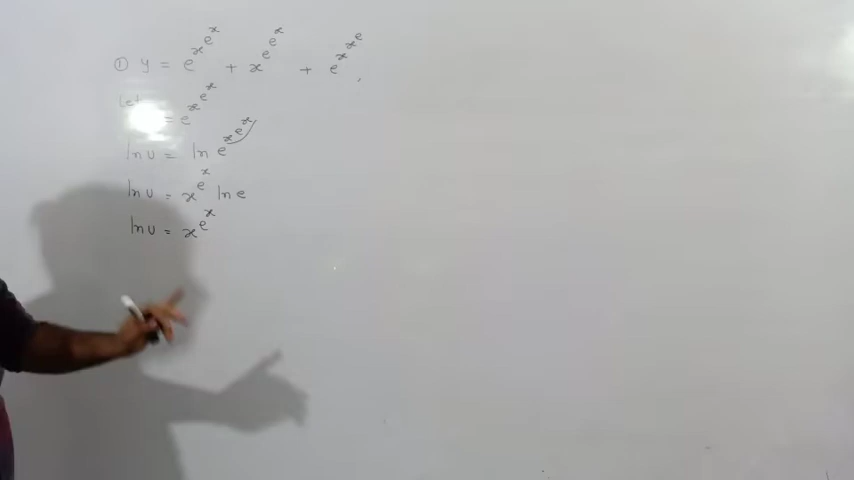 ① y = e^{x^{e^{x}}} + x^{e^{e^{x}}} + e^{x^{x^{e}}},
Let = e^{x^{e^{x}}}
ln u = ln e^{x^{e^{x}}}
ln u = x^{e^{x}} ln e
ln u = x^{e^{x}}